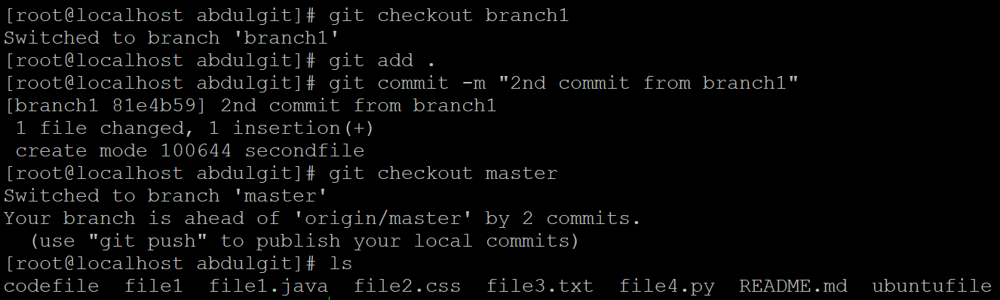 [root@localhost abdulgit]# git checkout branch1
Switched to branch 'branch1'
[root@localhost abdulgit]# git add .
[root@localhost abdulgit]# git commit -m "2nd commit from branch1"
[branch1 81e4b59] 2nd commit from branch1
 1 file changed, 1 insertion(+)
 create mode 100644 secondfile
[root@localhost abdulgit]# git checkout master
Switched to branch 'master'
Your branch is ahead of 'origin/master' by 2 commits.
  (use "git push" to publish your local commits)
[root@localhost abdulgit]# ls
codefile  file1  file1.java  file2.css  file3.txt  file4.py  README.md  ubuntufile